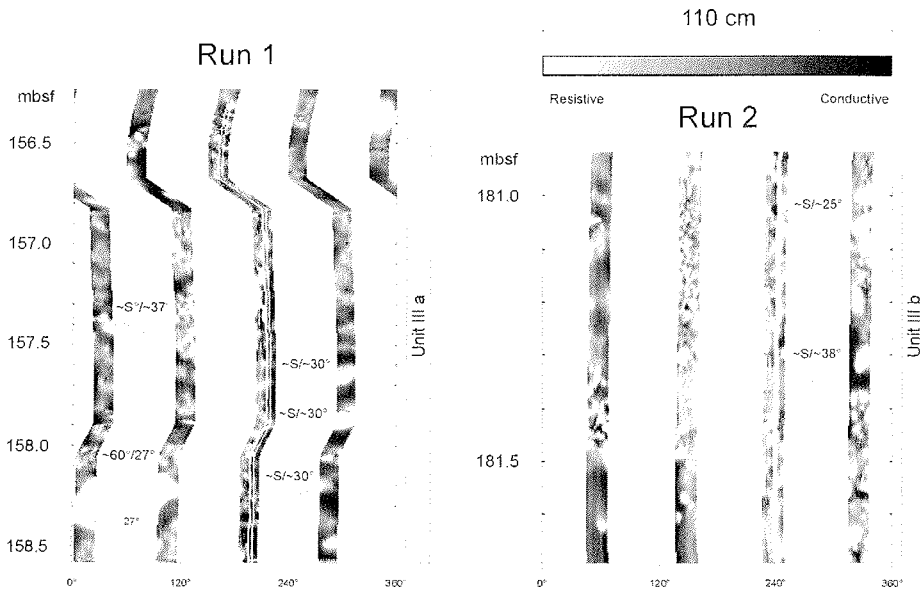 Run 1
mbsf
156.5
157.0
~S°/~37
157.5
~S/~30°
~S/~30°
158.0
~60°/27°
~S/~30°
27°
158.5
0°
120°
240°
360°
Unit III a
110 cm
Resistive
Conductive
Run 2
mbsf
181.0
~S/~25°
~S/~38°
181.5
0°
120°
240°
360°
Unit III b